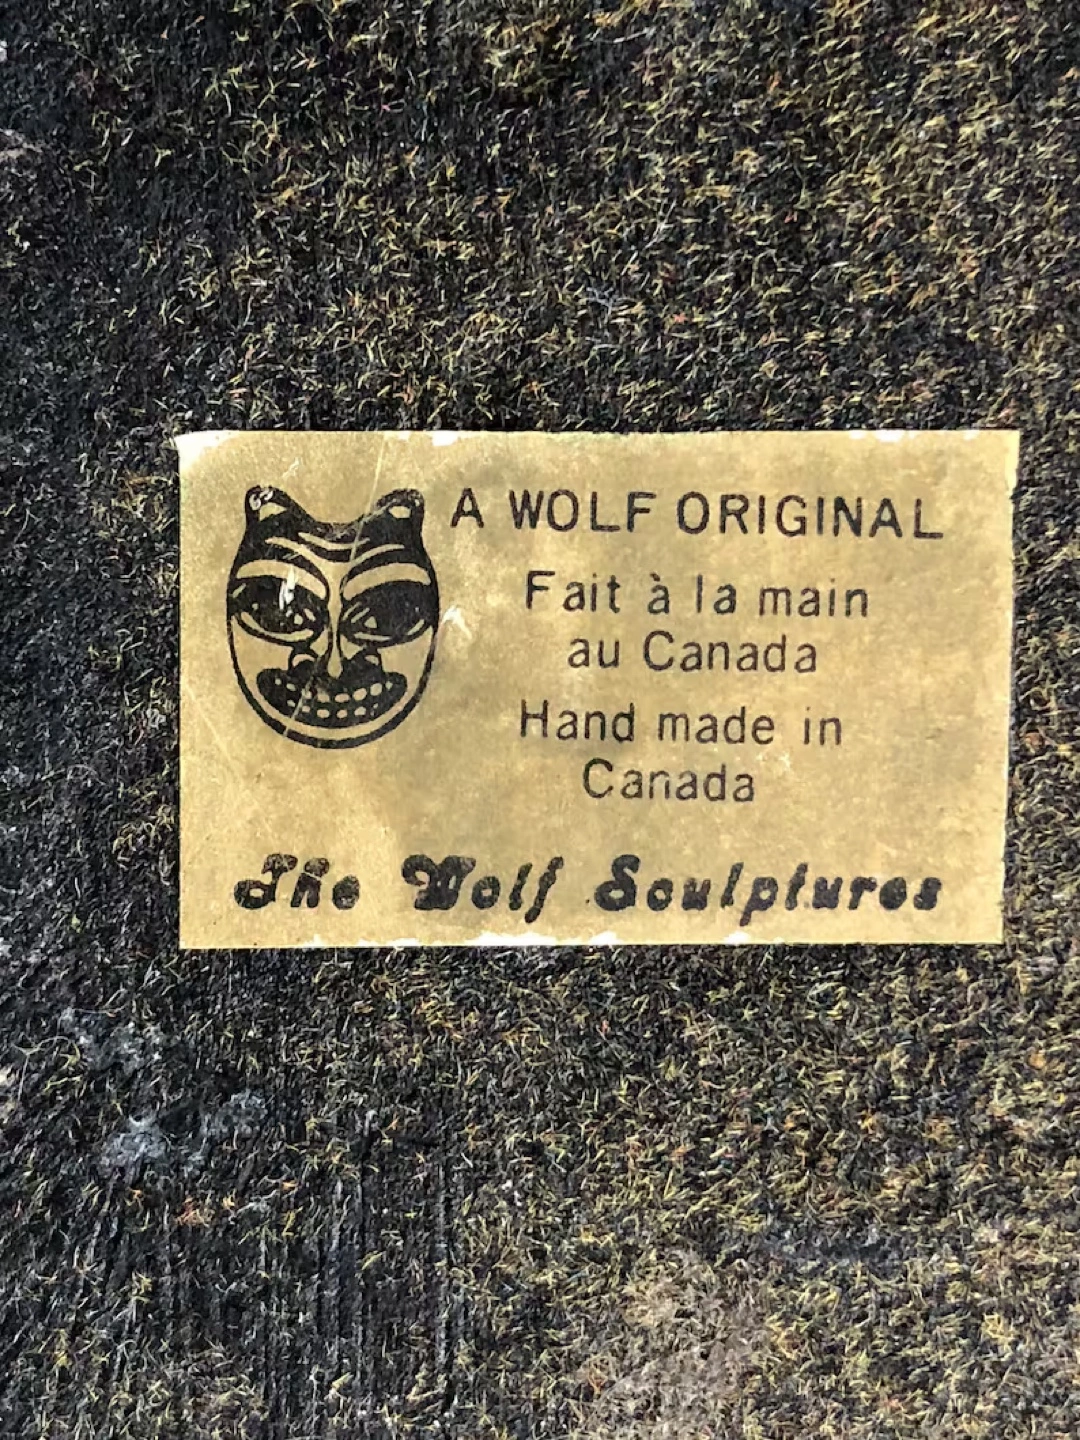 A WOLF ORIGINAL
Fait à la main
au Canada
Hand made in
Canada
The Wolf Sculptures